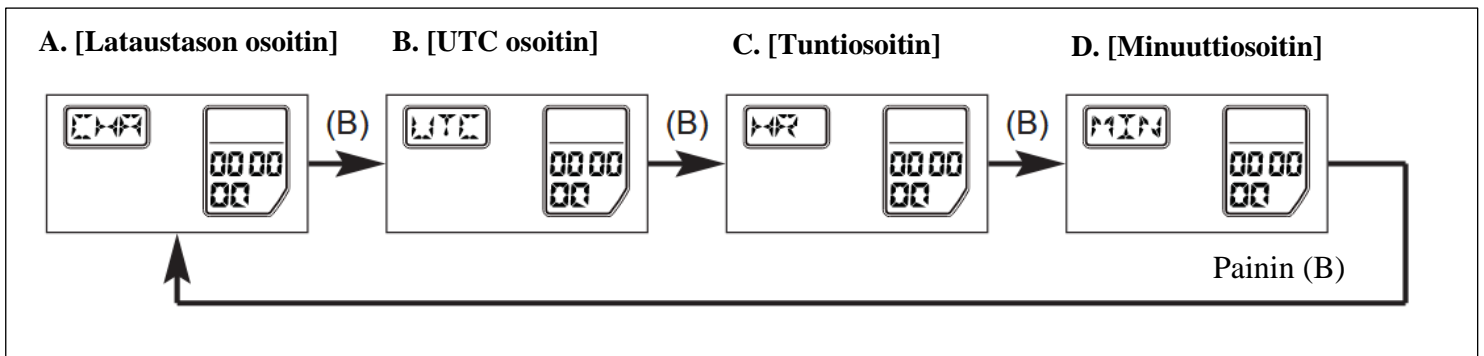 A. [Lataustason osoitin] B. [UTC osoitin] C. [Tuntiosoitin] D. [Minuuttiosoitin]
CHA (B) UTC (B) HR (B) MIN
00 00 00 00 00 00 00 00
00 00 00 00
Painin (B)